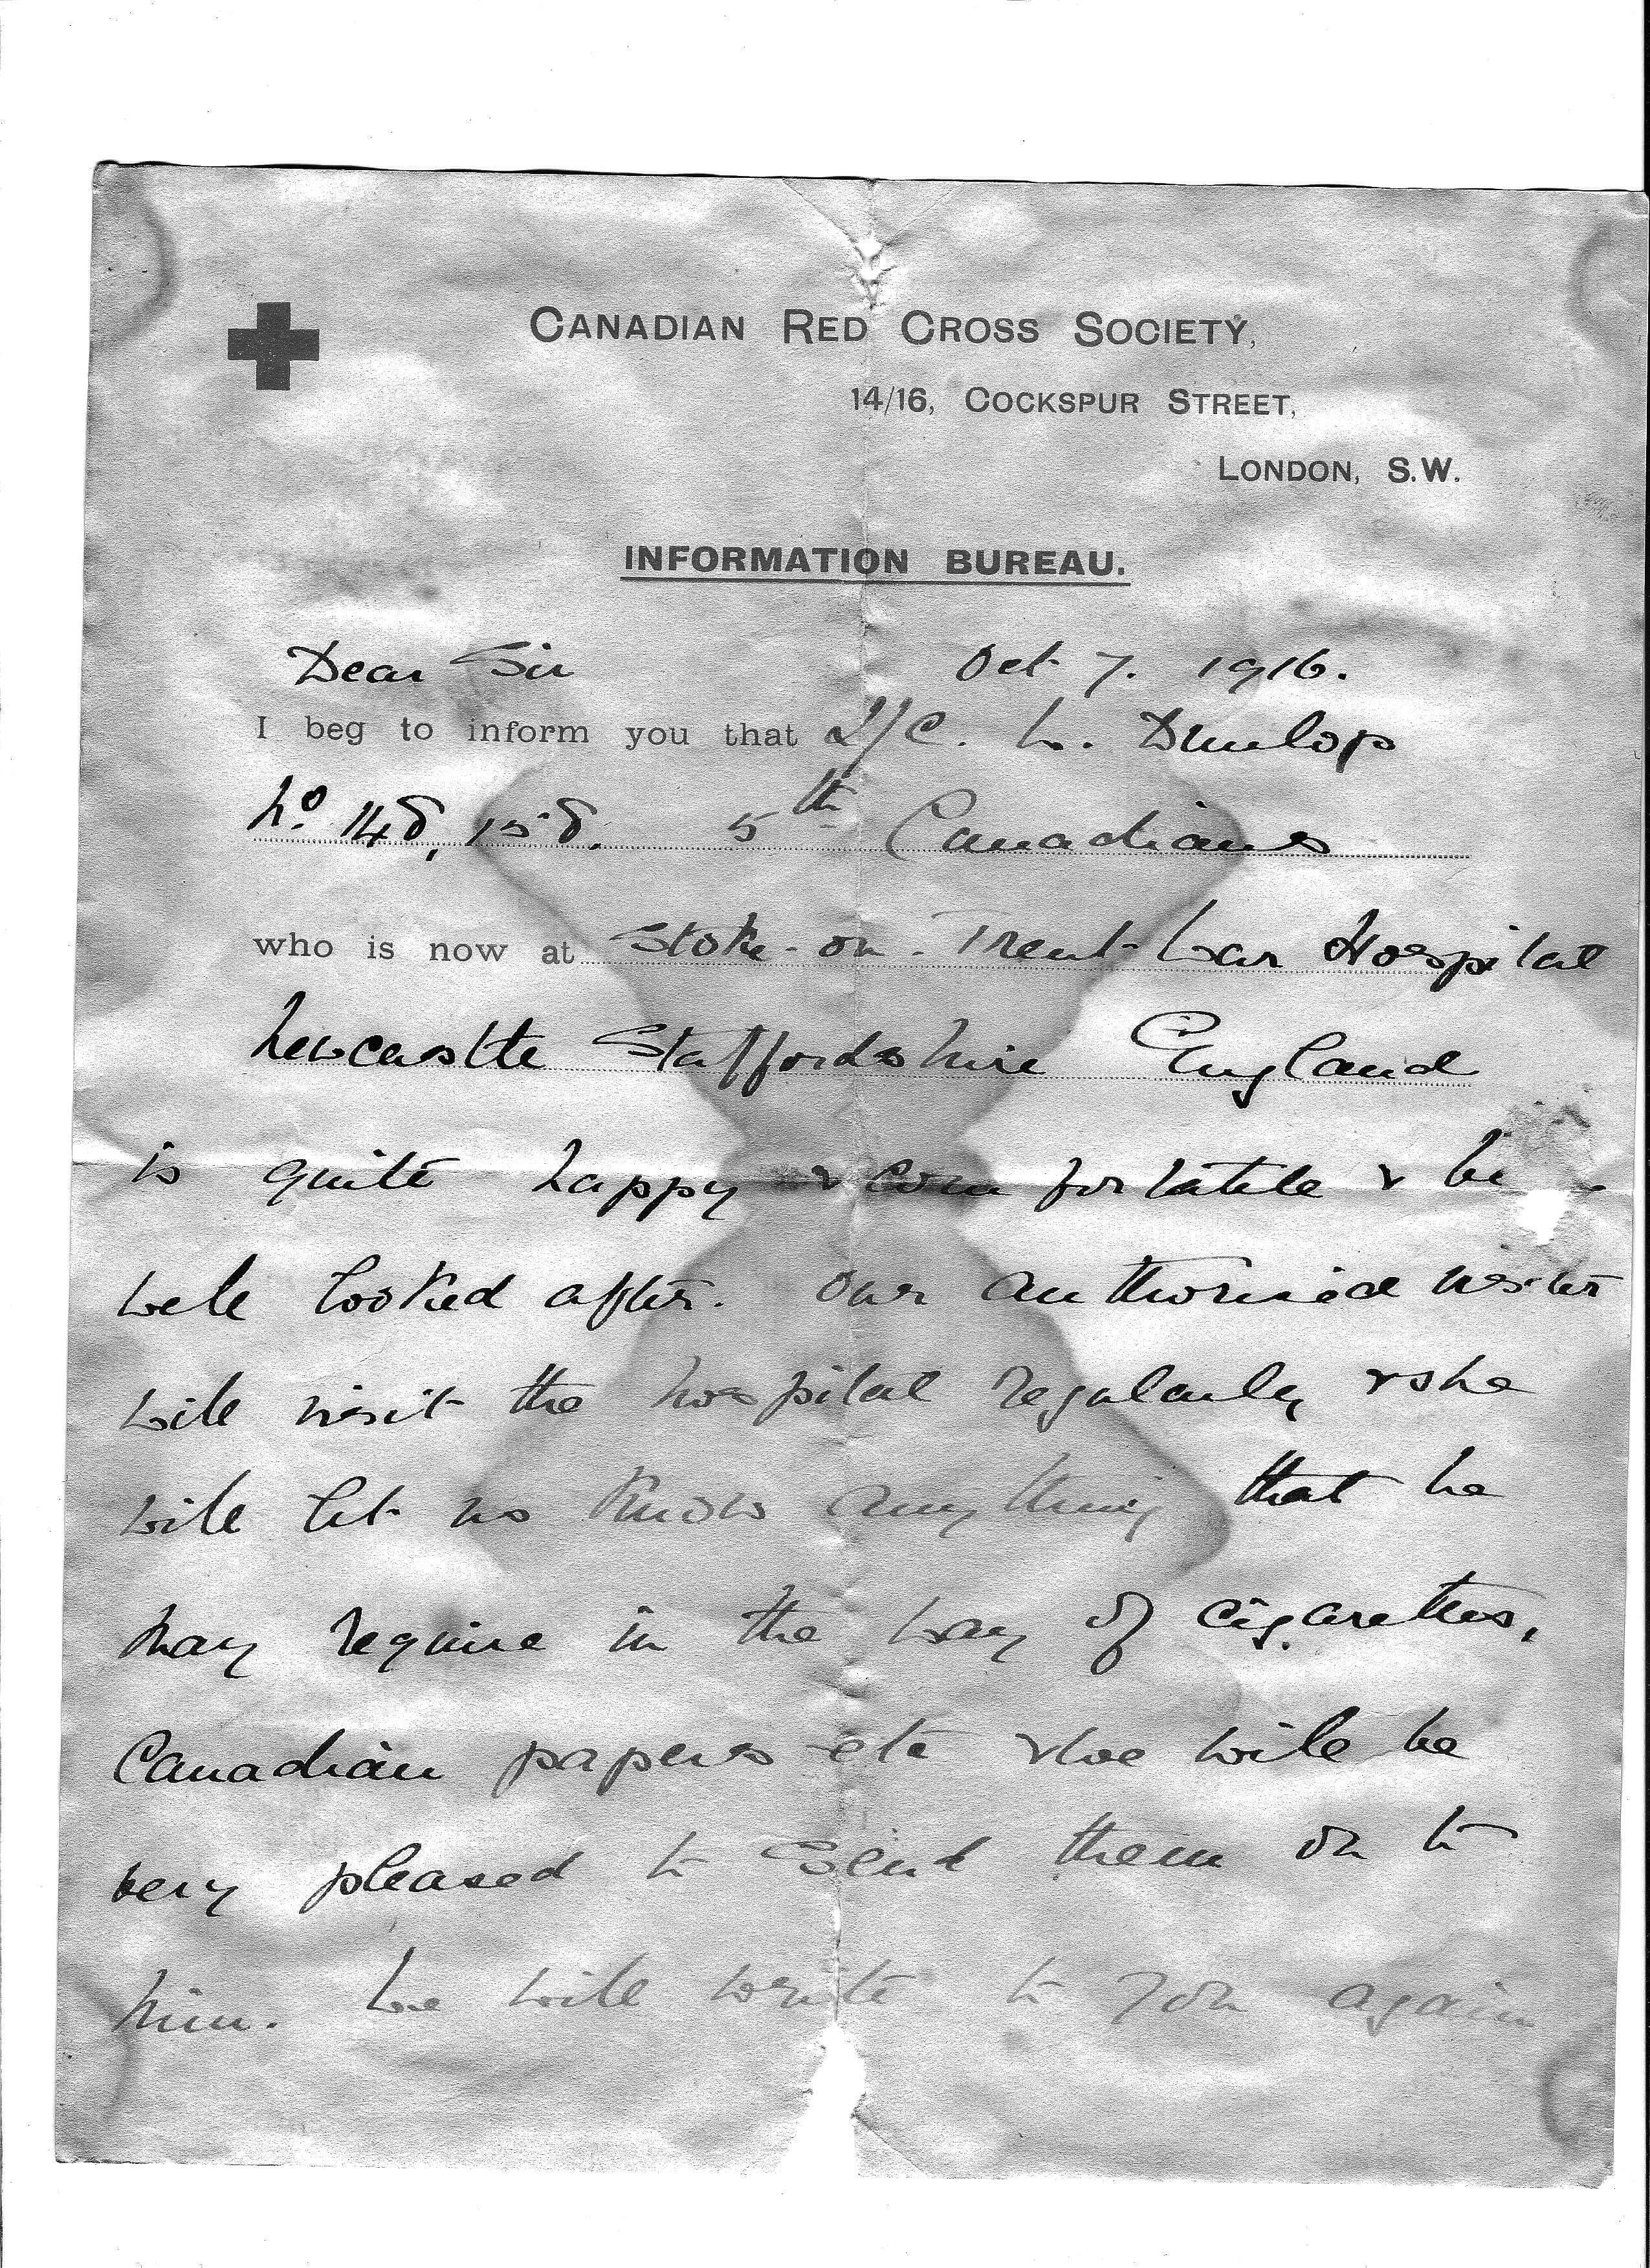 CANADIAN RED CROSS SOCIETY,
14/16, COCKSPUR STREET,
LONDON, S.W.
INFORMATION BUREAU.
Dear Sir Oct 7. 1916.
I beg to inform you that L/C. W. Dunlop
No 148,158. 5th Canadians
who is now at Stoke-on-Trent War Hospital
Newcastle Staffordshire England
is quite happy & comfortable &
well looked after. Our authorised visitor
will visit the hospital regularly & she
will let us know anything that he
may require in the way of cigarettes,
Canadian papers etc & we will be
very pleased to send them on to
him. We will write to you again